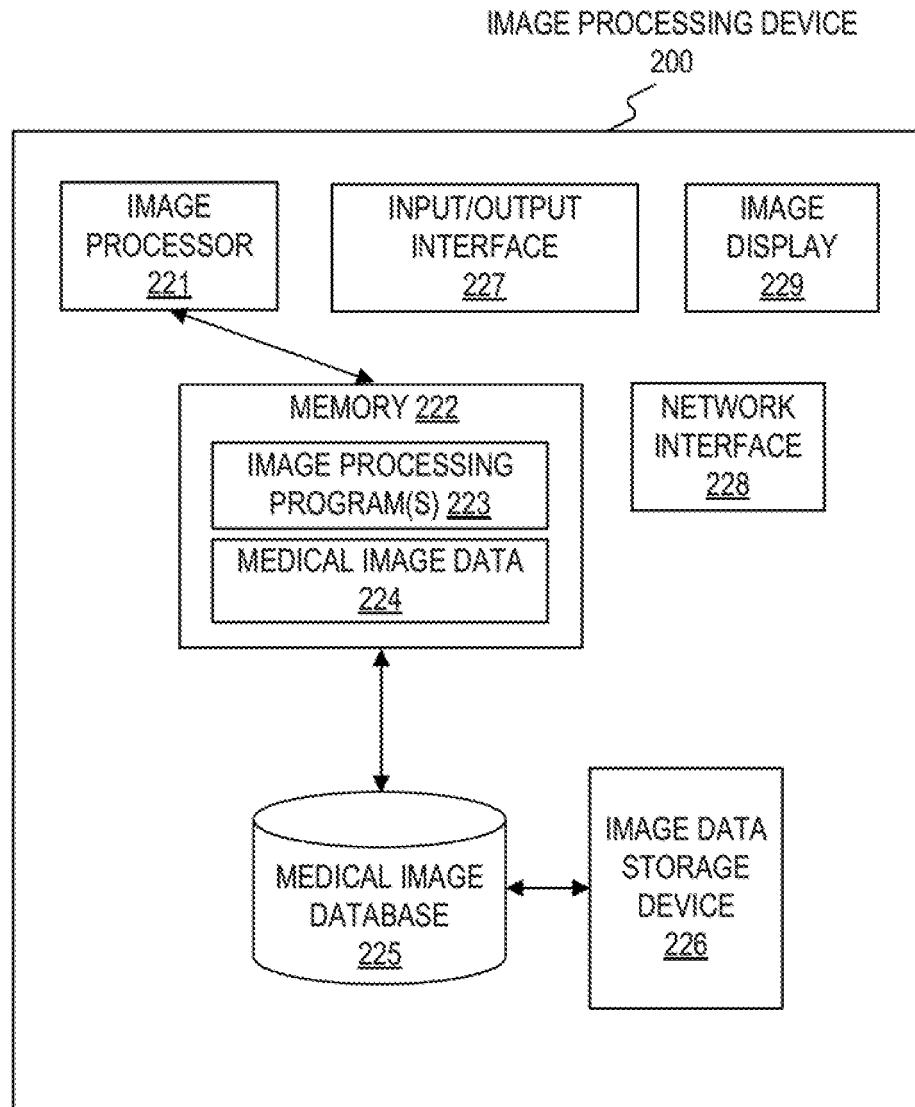 IMAGE PROCESSING DEVICE
200
IMAGE
PROCESSOR
221
INPUT/OUTPUT
INTERFACE
227
IMAGE
DISPLAY
229
MEMORY 222
IMAGE PROCESSING
PROGRAM(S) 223
MEDICAL IMAGE DATA
224
NETWORK
INTERFACE
228
MEDICAL IMAGE
DATABASE
225
IMAGE DATA
STORAGE
DEVICE
226